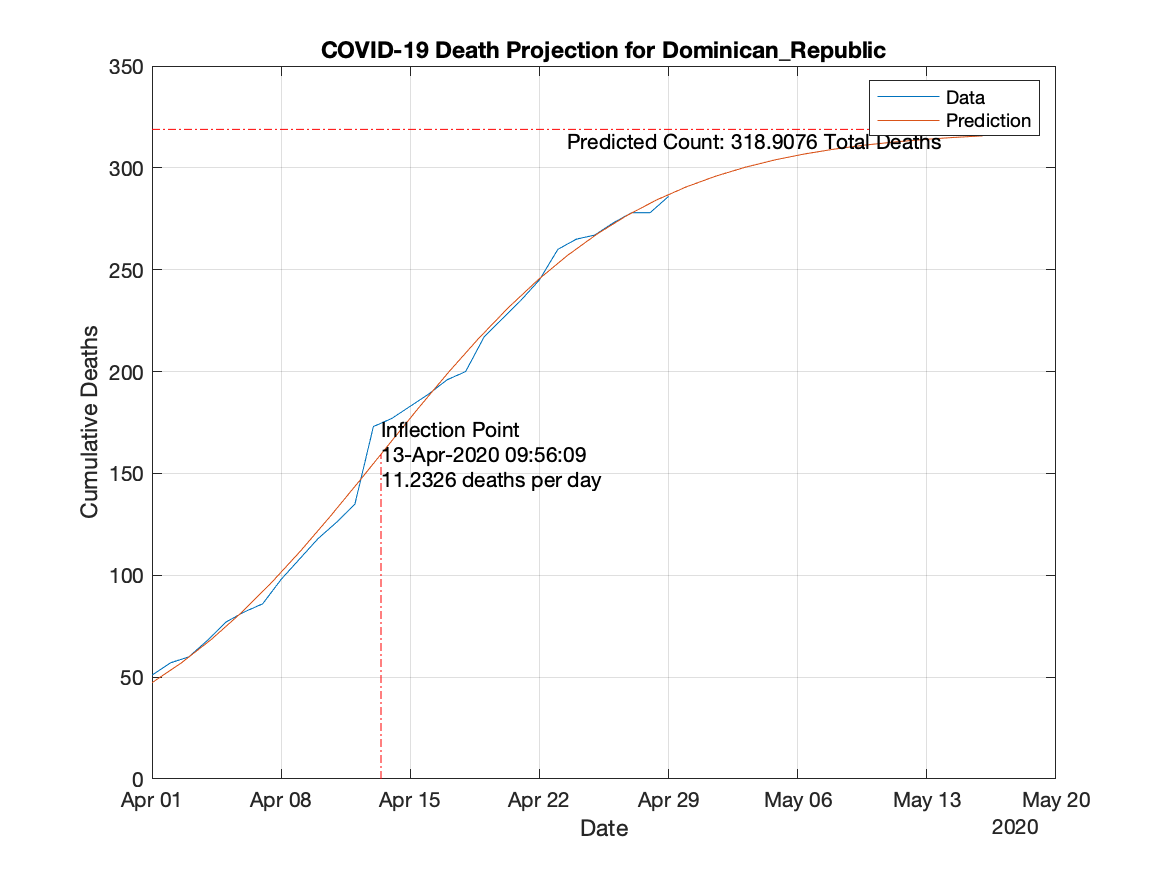 COVID-19 Death Projection for Dominican_Republic
350
300
250
200
150
100
50
0
Cumulative Deaths
Data
Prediction
Predicted Count: 318.9076 Total Deaths
Inflection Point
13-Apr-2020 09:56:09
11.2326 deaths per day
Apr 01 Apr 08 Apr 15 Apr 22 Apr 29 May 06 May 13 May 20
Date
2020